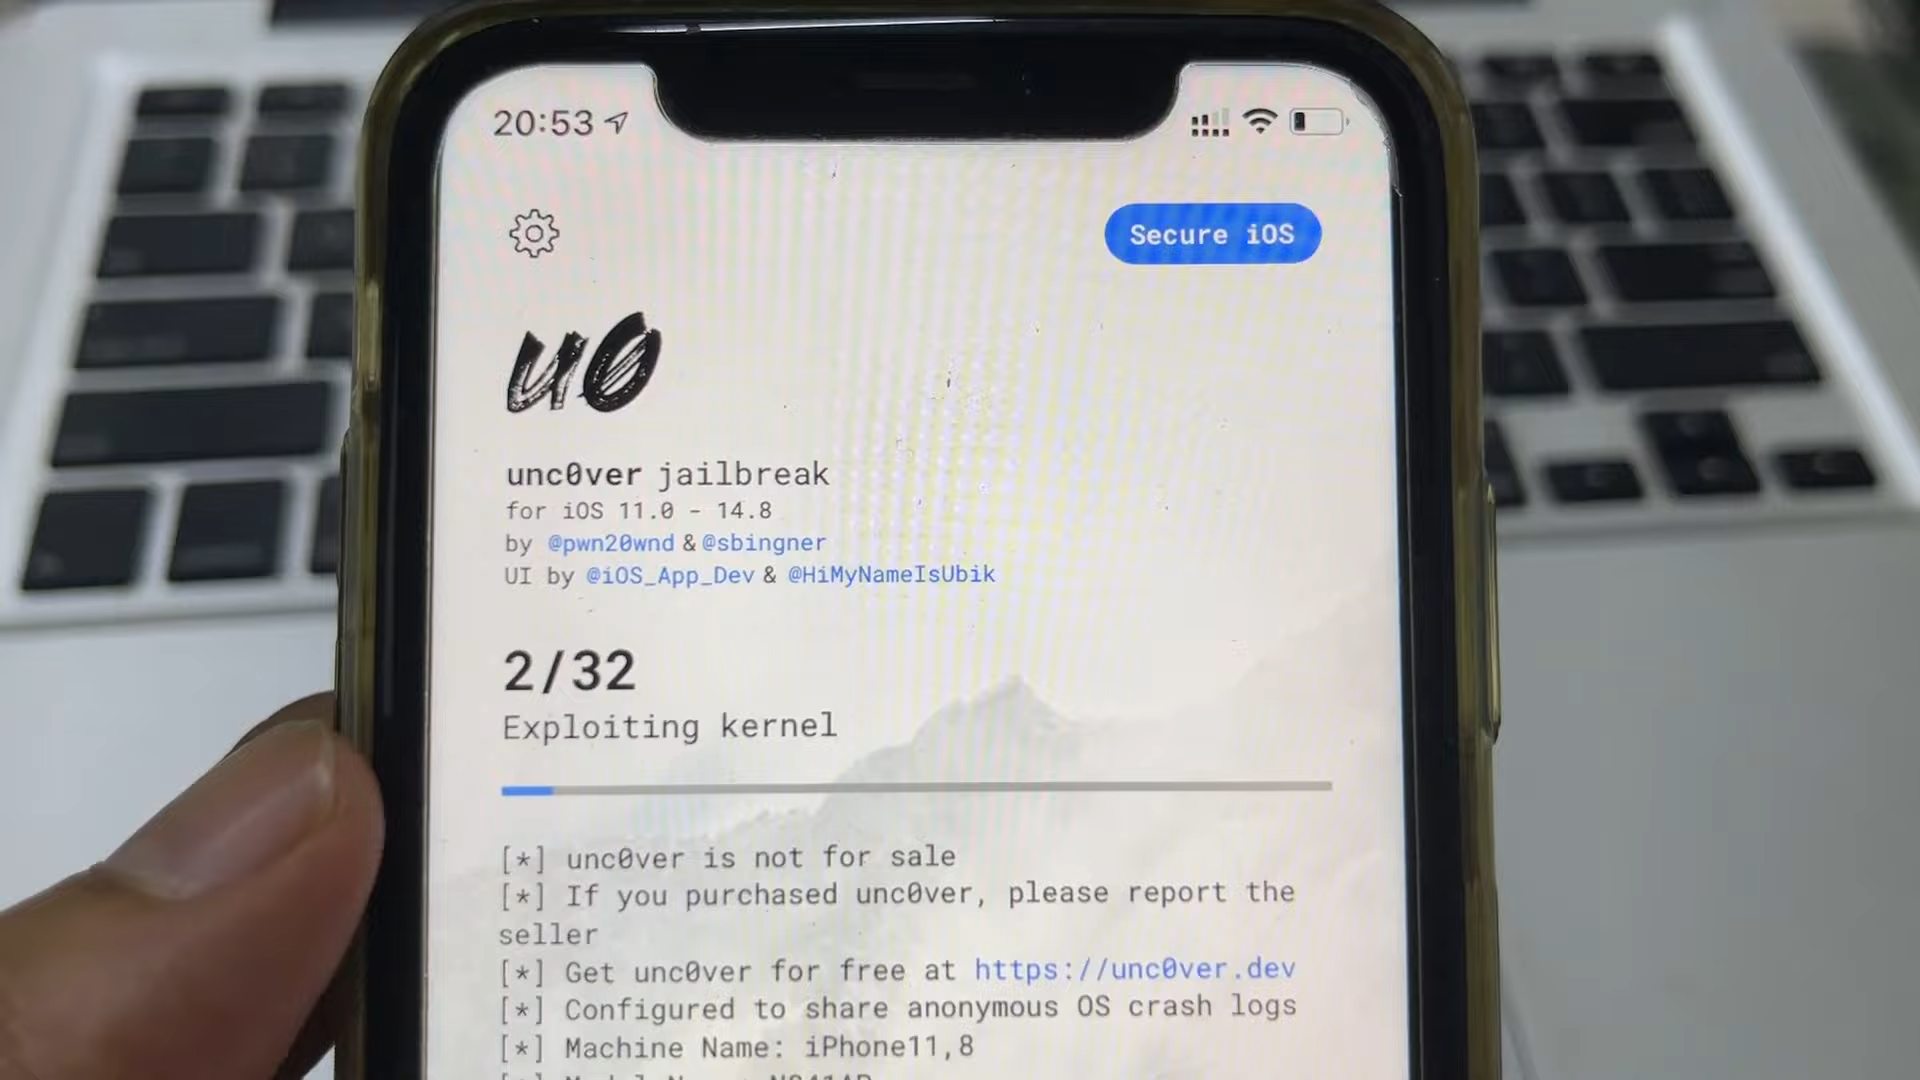 20:53
Secure iOS
u0
unc0ver jailbreak
for iOS 11.0 - 14.8
by @pwn20wnd & @sbingner
UI by @iOS_App_Dev & @HiMyNameIsUbik
2/32
Exploiting kernel
[*] unc0ver is not for sale
[*] If you purchased unc0ver, please report the
seller
[*] Get unc0ver for free at https://unc0ver.dev
[*] Configured to share anonymous OS crash logs
[*] Machine Name: iPhone11,8